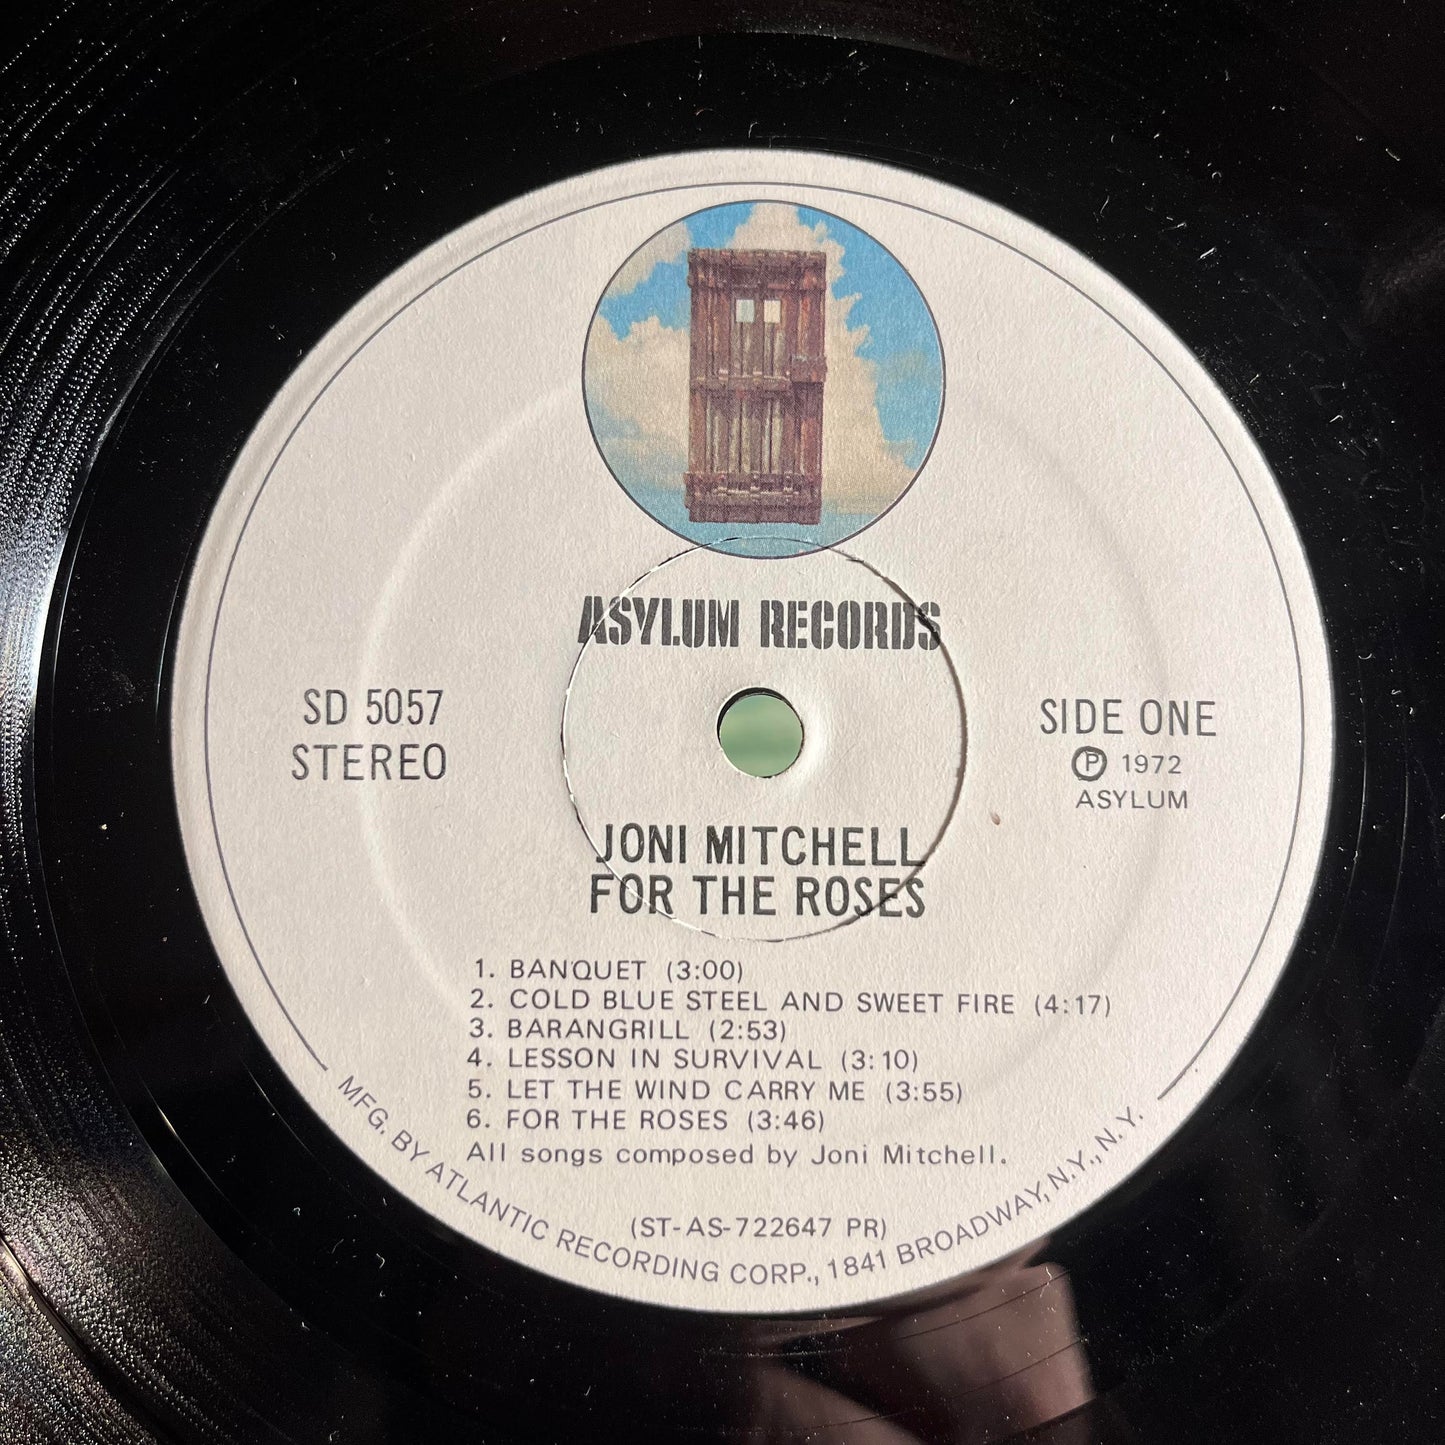 ASYLUM RECORDS
SD 5057
STEREO
SIDE ONE
Ⓟ 1972
ASYLUM
JONI MITCHELL
FOR THE ROSES
1. BANQUET (3:00)
2. COLD BLUE STEEL AND SWEET FIRE (4:17)
3. BARANGRILL (2:53)
4. LESSON IN SURVIVAL (3:10)
5. LET THE WIND CARRY ME (3:55)
6. FOR THE ROSES (3:46)
All songs composed by Joni Mitchell.
(ST-AS-722647 PR)
MFG. BY ATLANTIC RECORDING CORP., 1841 BROADWAY, N.Y., N.Y.